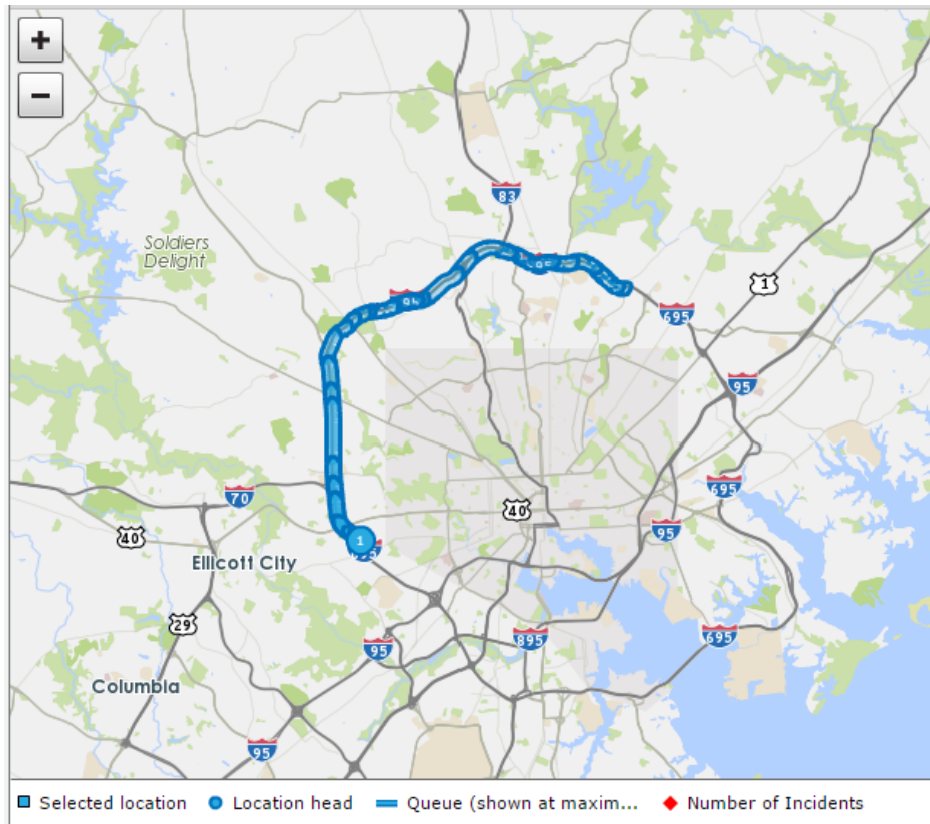 +
−
83
Soldiers
Delight
1
695
95
70
40
695
40
95
1
Ellicott City
29
95
895
695
Columbia
95
Selected location
Location head
Queue (shown at maxim...
Number of Incidents